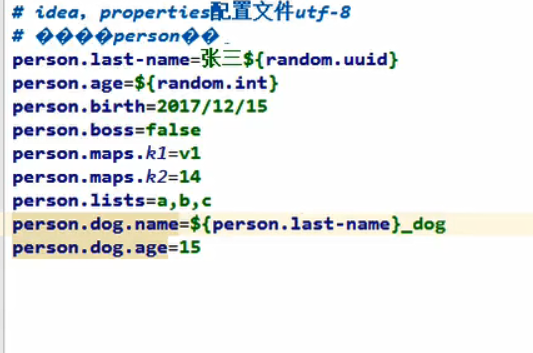 # idea，properties配置文件utf-8
# ����person��
person.last-name=张三${random.uuid}
person.age=${random.int}
person.birth=2017/12/15
person.boss=false
person.maps.k1=v1
person.maps.k2=14
person.lists=a,b,c
person.dog.name=${person.last-name}_dog
person.dog.age=15